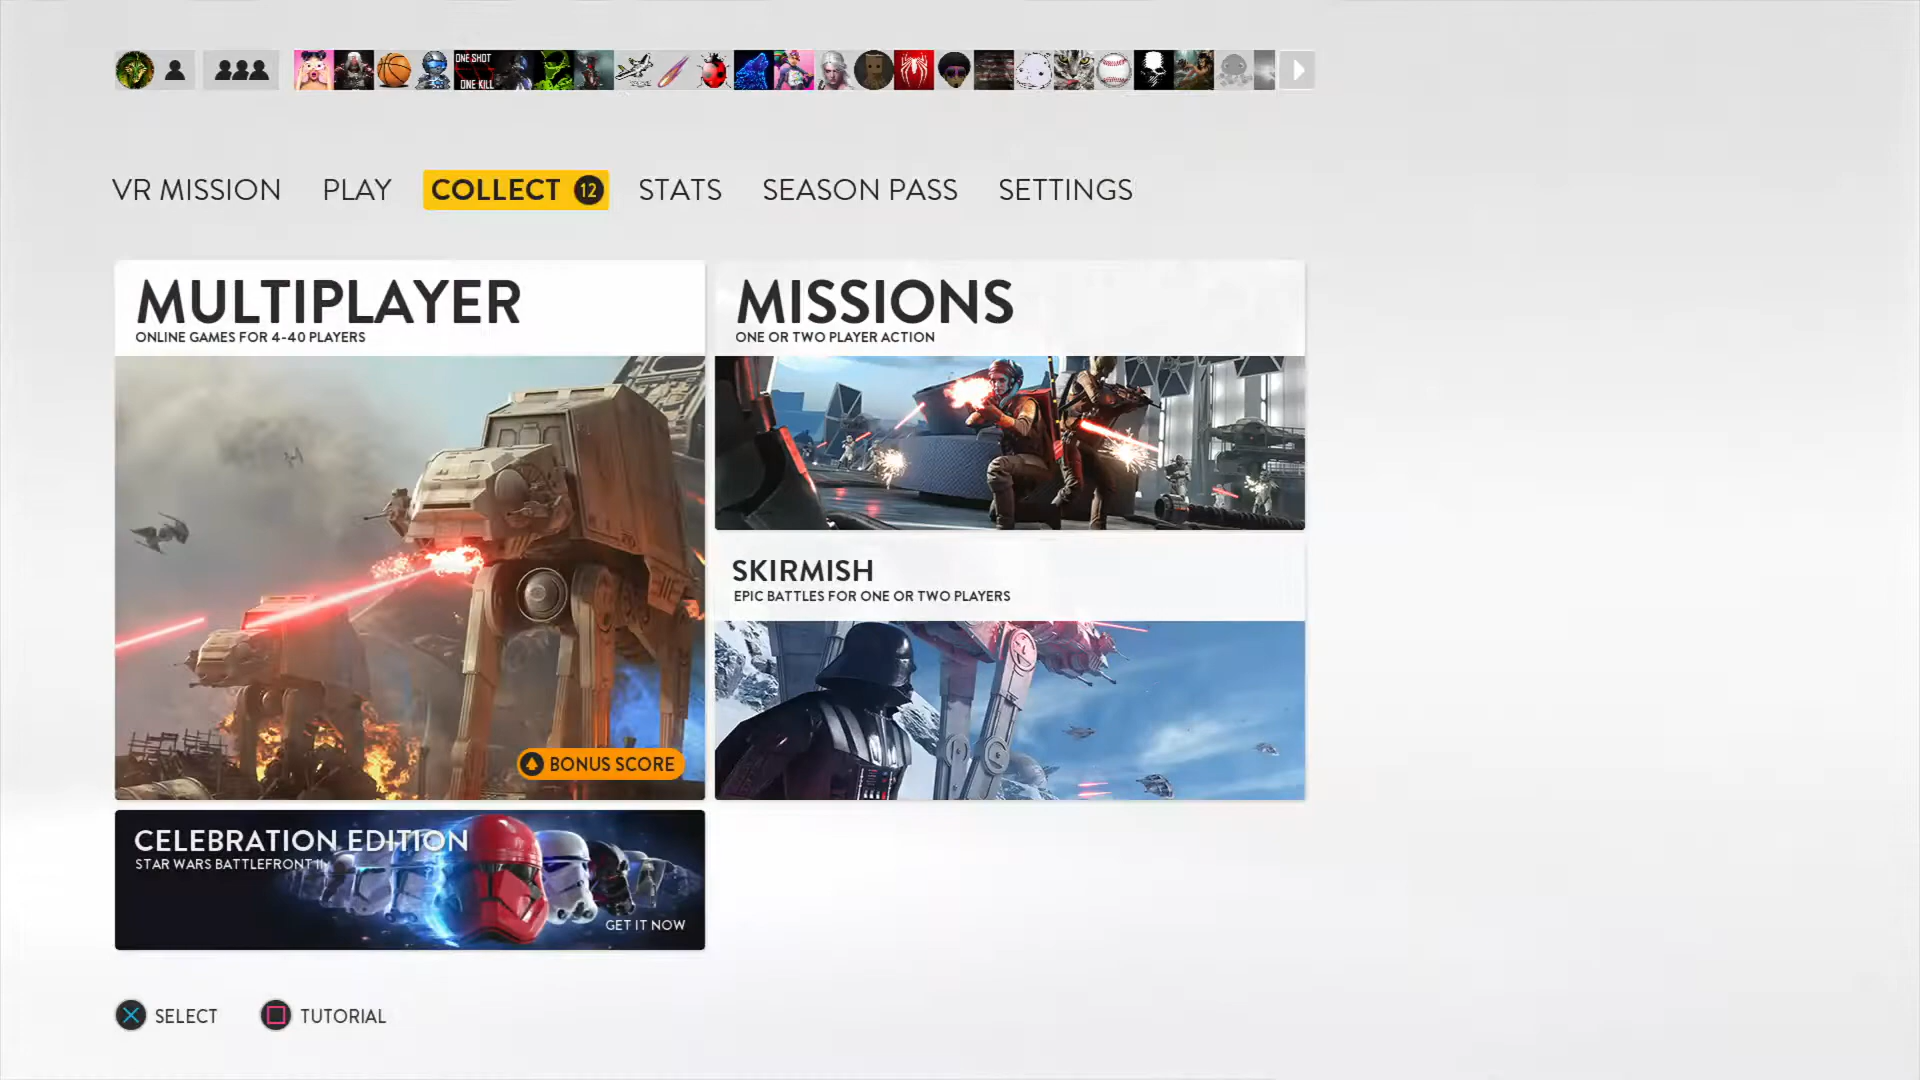 ONE SHOT
ONE KILL
VR MISSION PLAY COLLECT 12 STATS SEASON PASS SETTINGS
MULTIPLAYER
ONLINE GAMES FOR 4-40 PLAYERS
MISSIONS
ONE OR TWO PLAYER ACTION
SKIRMISH
EPIC BATTLES FOR ONE OR TWO PLAYERS
BONUS SCORE
CELEBRATION EDITION
STAR WARS BATTLEFRONT II
GET IT NOW
SELECT TUTORIAL